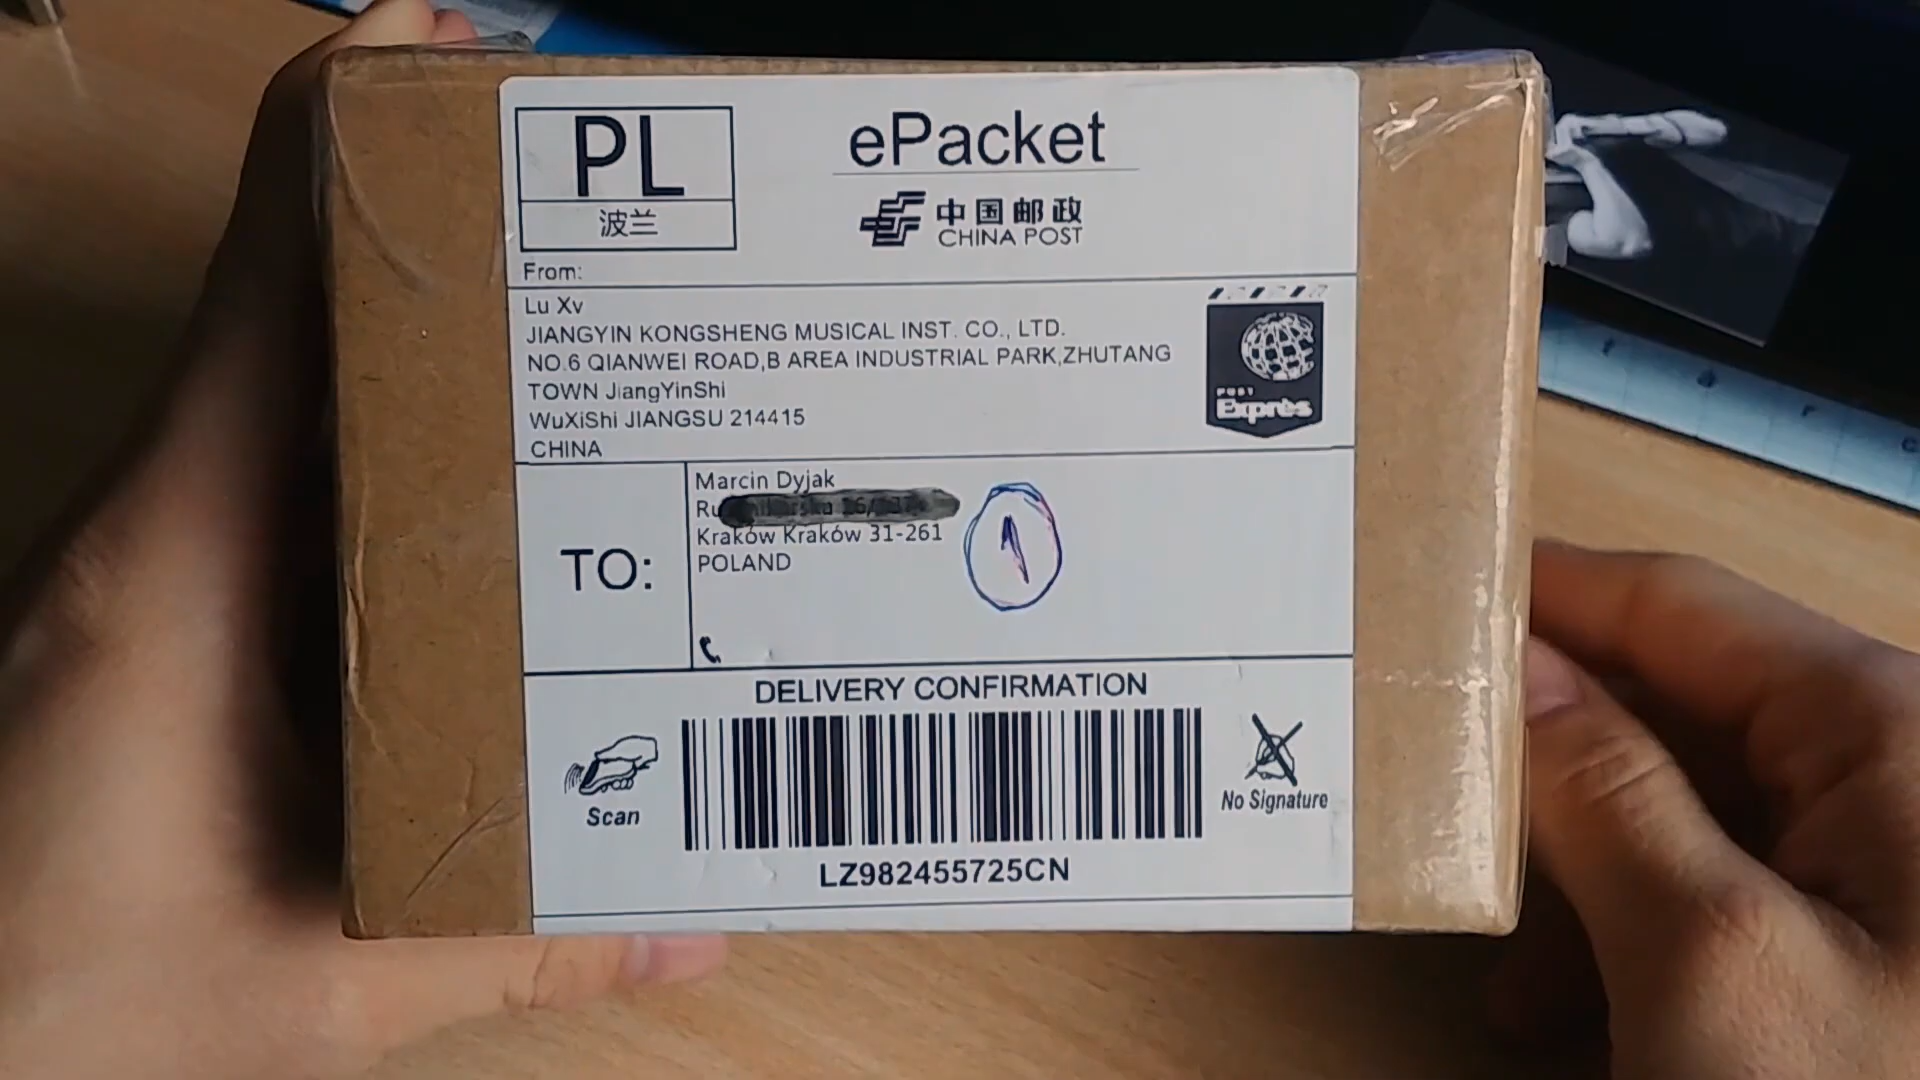 PL
波兰
ePacket
中国邮政
CHINA POST
From:
Lu Xv
JIANGYIN KONGSHENG MUSICAL INST. CO., LTD.
NO.6 QIANWEI ROAD,B AREA INDUSTRIAL PARK,ZHUTANG
TOWN JiangYinShi
WuXiShi JIANGSU 214415
CHINA
POST
Exprès
TO:
Marcin Dyjak
Kraków Kraków 31-261
POLAND
1
DELIVERY CONFIRMATION
Scan
No Signature
LZ982455725CN